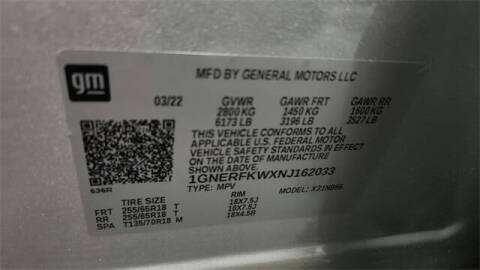 gm
MFD BY GENERAL MOTORS LLC
03/22 GVWR GAWR FRT GAWR RR
2800 KG 1450 KG 1600 KG
6173 LB 3196 LB 3527 LB
THIS VEHICLE CONFORMS TO ALL
APPLICABLE U.S. FEDERAL MOTOR
VEHICLE SAFETY
STANDARDS IN EFFECT ON THE DATE OF
MANUFACTURE SHOWN ABOVE.
1GNERFKWXNJ162033
636R TYPE: MPV MODEL:
TIRE SIZE RIM
FRT 255/65R18 T 18X7.5J
RR 255/65R18 T 18X7.5J
SPA T135/70R18 M 18X4.5B